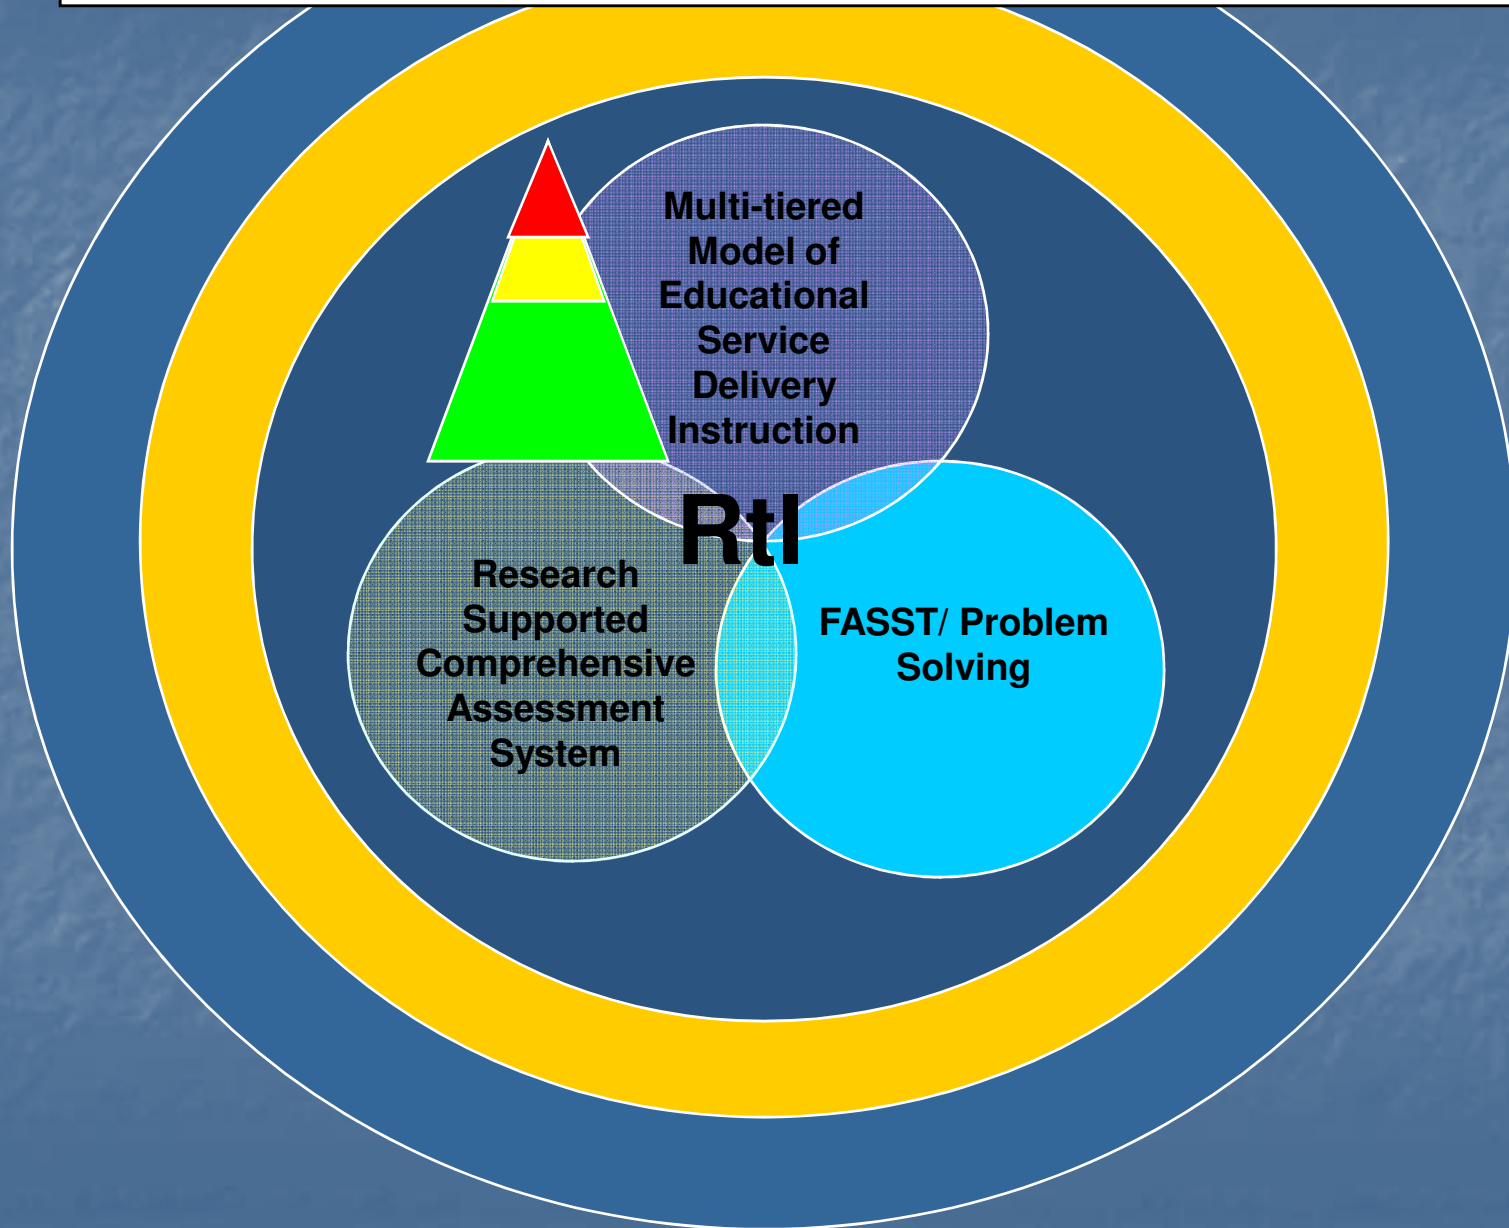 Multi-tiered
Model of
Educational
Service
Delivery
Instruction
RtI
Research
Supported
Comprehensive
Assessment
System
FASST/ Problem
Solving